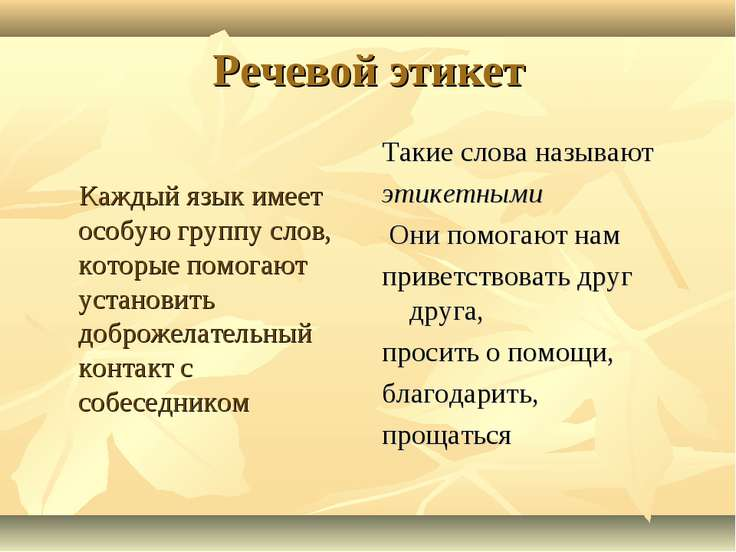 Речевой этикет
Каждый язык имеет
особую группу слов,
которые помогают
установить
доброжелательный
контакт с
собеседником
Такие слова называют
этикетными
Они помогают нам
приветствовать друг
друга,
просить о помощи,
благодарить,
прощаться